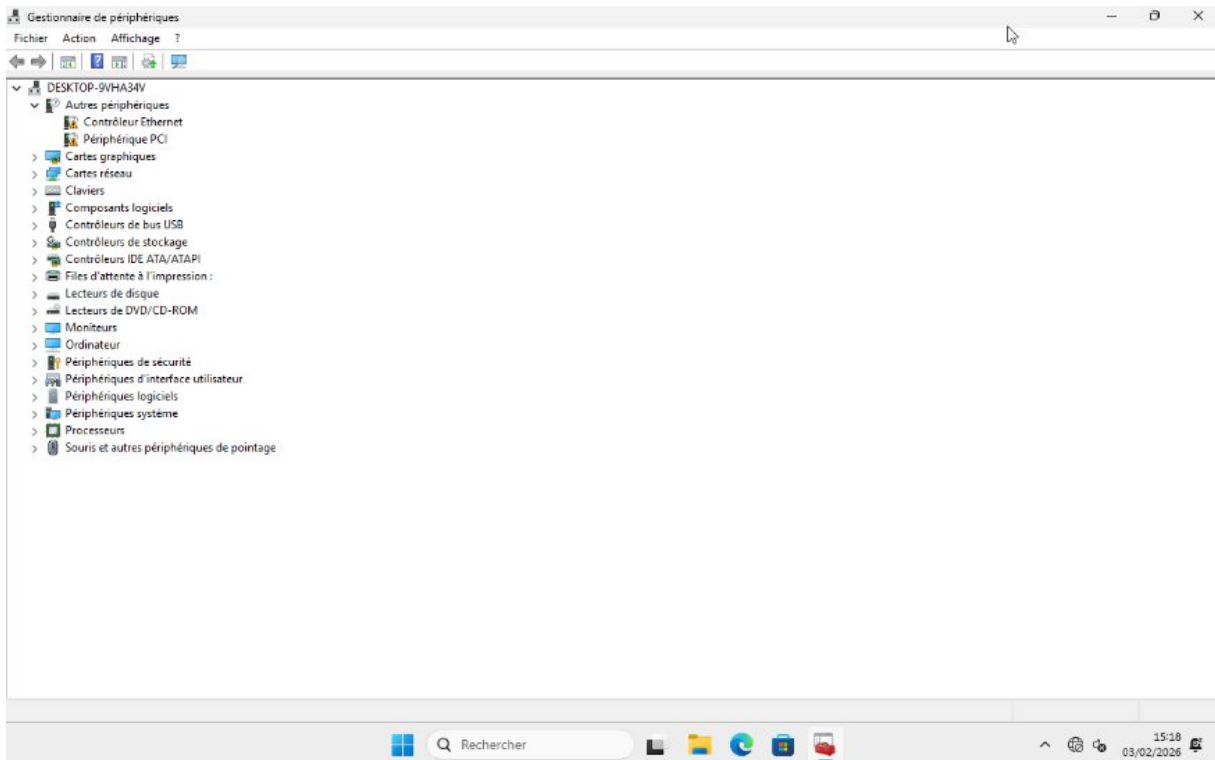 Gestionnaire de périphériques
Fichier Action Affichage ?
DESKTOP-9VHA34V
Autres périphériques
Contrôleur Ethernet
Périphérique PCI
Cartes graphiques
Cartes réseau
Claviers
Composants logiciels
Contrôleurs de bus USB
Contrôleurs de stockage
Contrôleurs IDE ATA/ATAPI
Files d'attente à l'impression :
Lecteurs de disque
Lecteurs de DVD/CD-ROM
Moniteurs
Ordinateur
Périphériques de sécurité
Périphériques d'interface utilisateur
Périphériques logiciels
Périphériques système
Processeurs
Souris et autres périphériques de pointage
Rechercher
15:18
03/02/2026